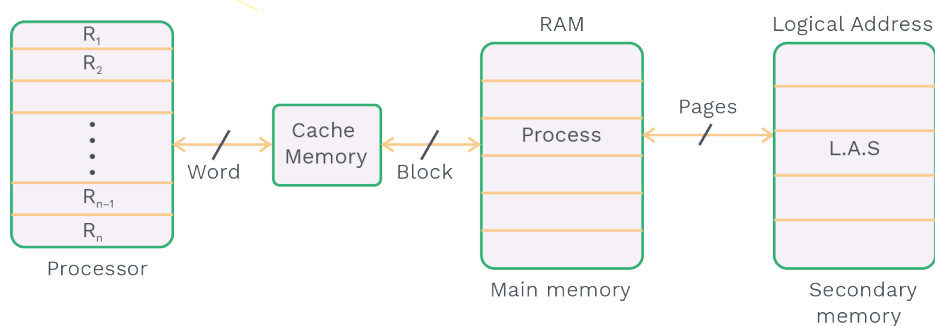 R₁
R₂
Rₙ₋₁
Rₙ
Processor
Word
Cache
Memory
Block
RAM
Process
Main memory
Pages
Logical Address
L.A.S
Secondary
memory